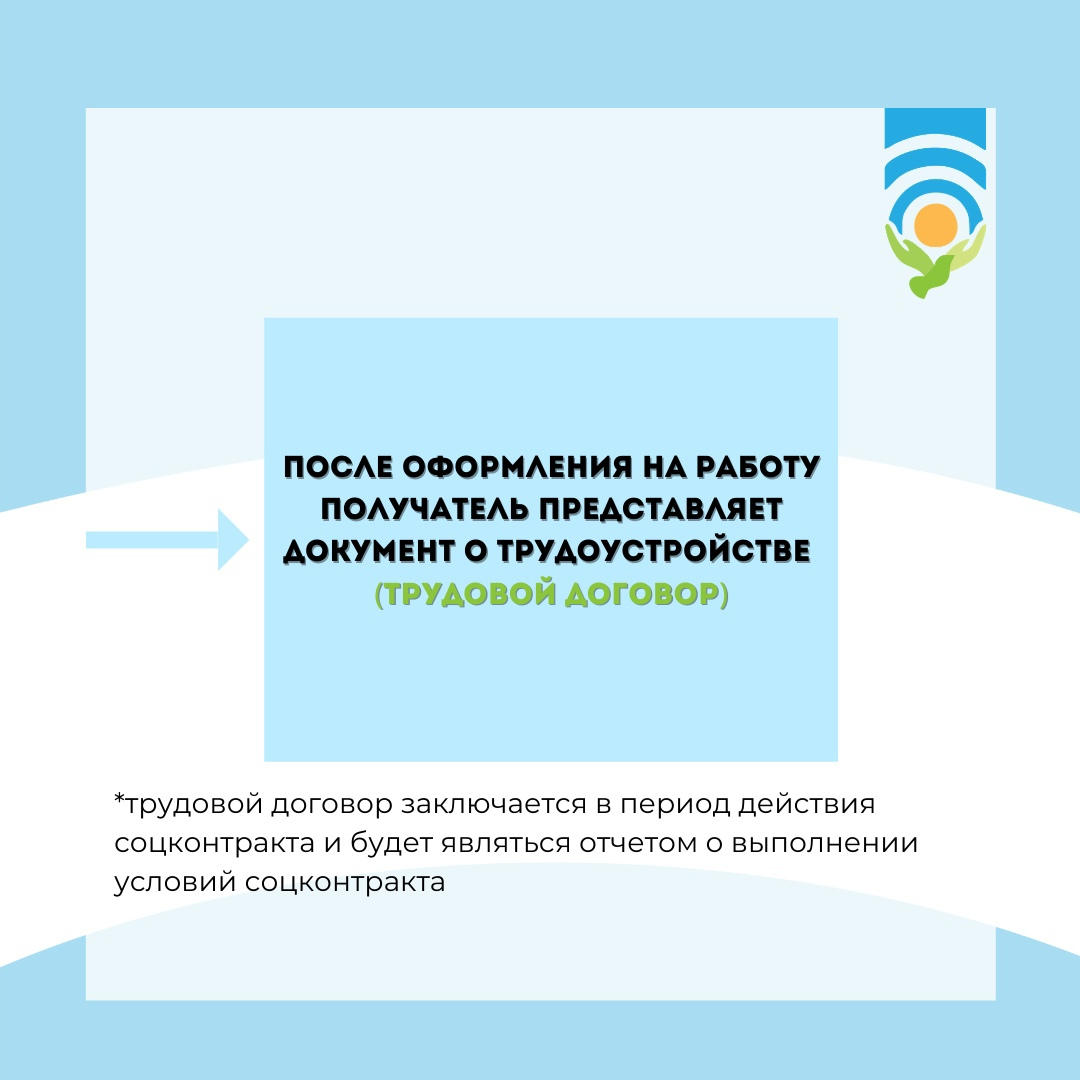 ПОСЛЕ ОФОРМЛЕНИЯ НА РАБОТУ
ПОЛУЧАТЕЛЬ ПРЕДСТАВЛЯЕТ
ДОКУМЕНТ О ТРУДОУСТРОЙСТВЕ
(ТРУДОВОЙ ДОГОВОР)
*трудовой договор заключается в период действия
соцконтракта и будет являться отчетом о выполнении
условий соцконтракта